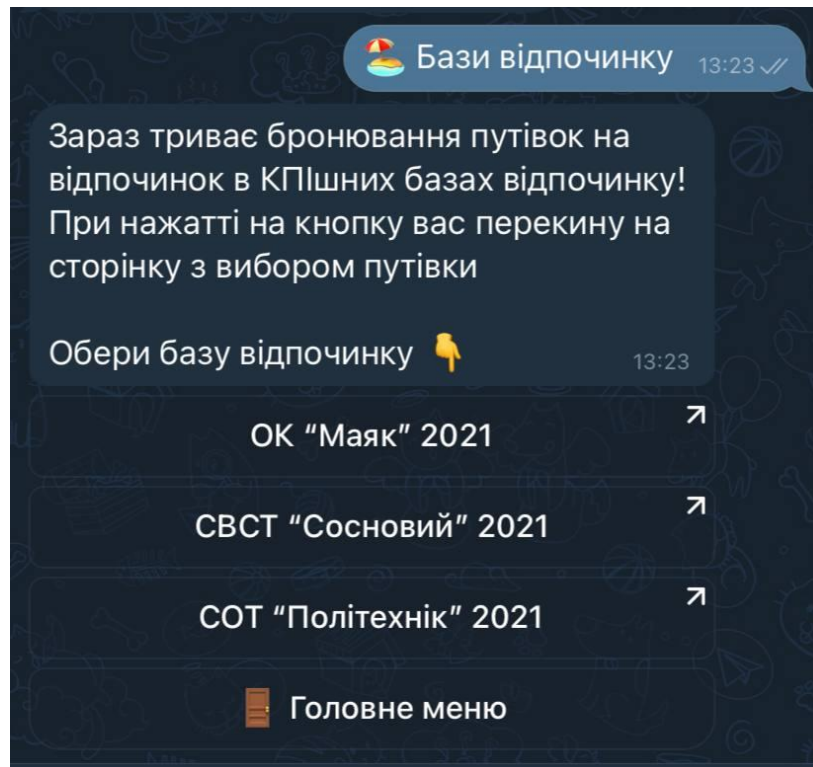 🏖️ Бази відпочинку 13:23
Зараз триває бронювання путівок на
відпочинок в КПІшних базах відпочинку!
При нажатті на кнопку вас перекину на
сторінку з вибором путівки
Обери базу відпочинку 👇 13:23
ОК “Маяк” 2021
СВСТ “Сосновий” 2021
СОТ “Політехнік” 2021
🚪 Головне меню